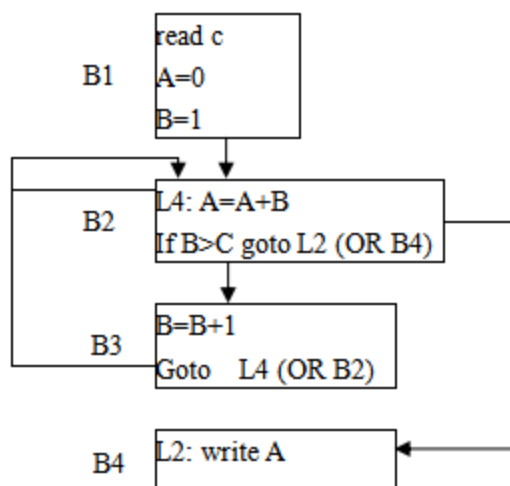 B1
read c
A=0
B=1
B2
L4: A=A+B
If B>C goto L2 (OR B4)
B3
B=B+1
Goto L4 (OR B2)
B4
L2: write A